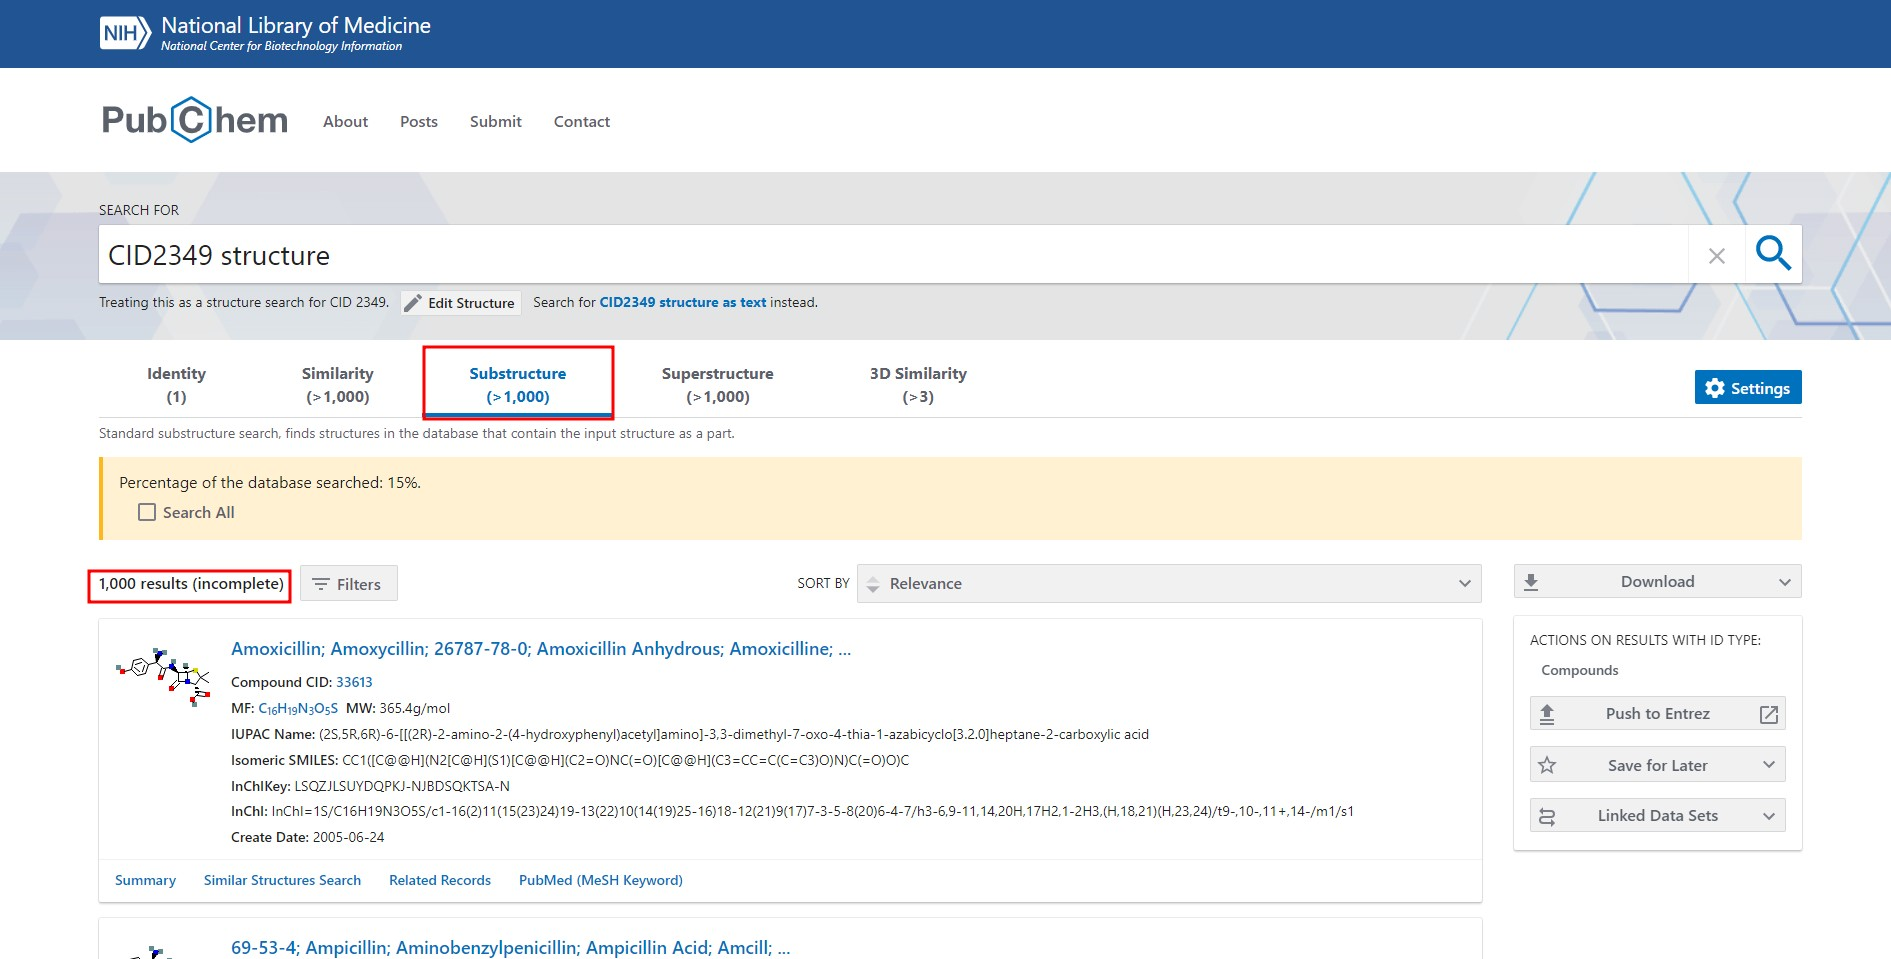 NIH National Library of Medicine
National Center for Biotechnology Information
PubChem About Posts Submit Contact
SEARCH FOR
CID2349 structure
Treating this as a structure search for CID 2349. Edit Structure Search for CID2349 structure as text instead.
Identity Similarity Substructure Superstructure 3D Similarity
(1) (>1,000) (>1,000) (>1,000) (>3)
Settings
Standard substructure search, finds structures in the database that contain the input structure as a part.
Percentage of the database searched: 15%.
Search All
1,000 results (incomplete) Filters SORT BY Relevance Download
Amoxicillin; Amoxycillin; 26787-78-0; Amoxicillin Anhydrous; Amoxicilline; ...
Compound CID: 33613
MF: C₁₆H₁₉N₃O₅S MW: 365.4g/mol
IUPAC Name: (2S,5R,6R)-6-[[(2R)-2-amino-2-(4-hydroxyphenyl)acetyl]amino]-3,3-dimethyl-7-oxo-4-thia-1-azabicyclo[3.2.0]heptane-2-carboxylic acid
Isomeric SMILES: CC1([C@@H](N2[C@H](S1)[C@@H](C2=O)NC(=O)[C@@H](C3=CC=C(C=C3)O)N)C(=O)O)C
InChIKey: LSQZJLSUYDQPKJ-NJBDSQKTSA-N
InChI: InChI=1S/C16H19N3O5S/c1-16(2)11(15(23)24)19-13(22)10(14(19)25-16)18-12(21)9(17)7-3-5-8(20)6-4-7/h3-6,9-11,14,20H,17H2,1-2H3,(H,18,21)(H,23,24)/t9-,10-,11+,14-/m1/s1
Create Date: 2005-06-24
Summary Similar Structures Search Related Records PubMed (MeSH Keyword)
ACTIONS ON RESULTS WITH ID TYPE:
Compounds
Push to Entrez
Save for Later
Linked Data Sets
69-53-4; Ampicillin; Aminobenzylpenicillin; Ampicillin Acid; Amcill; ...